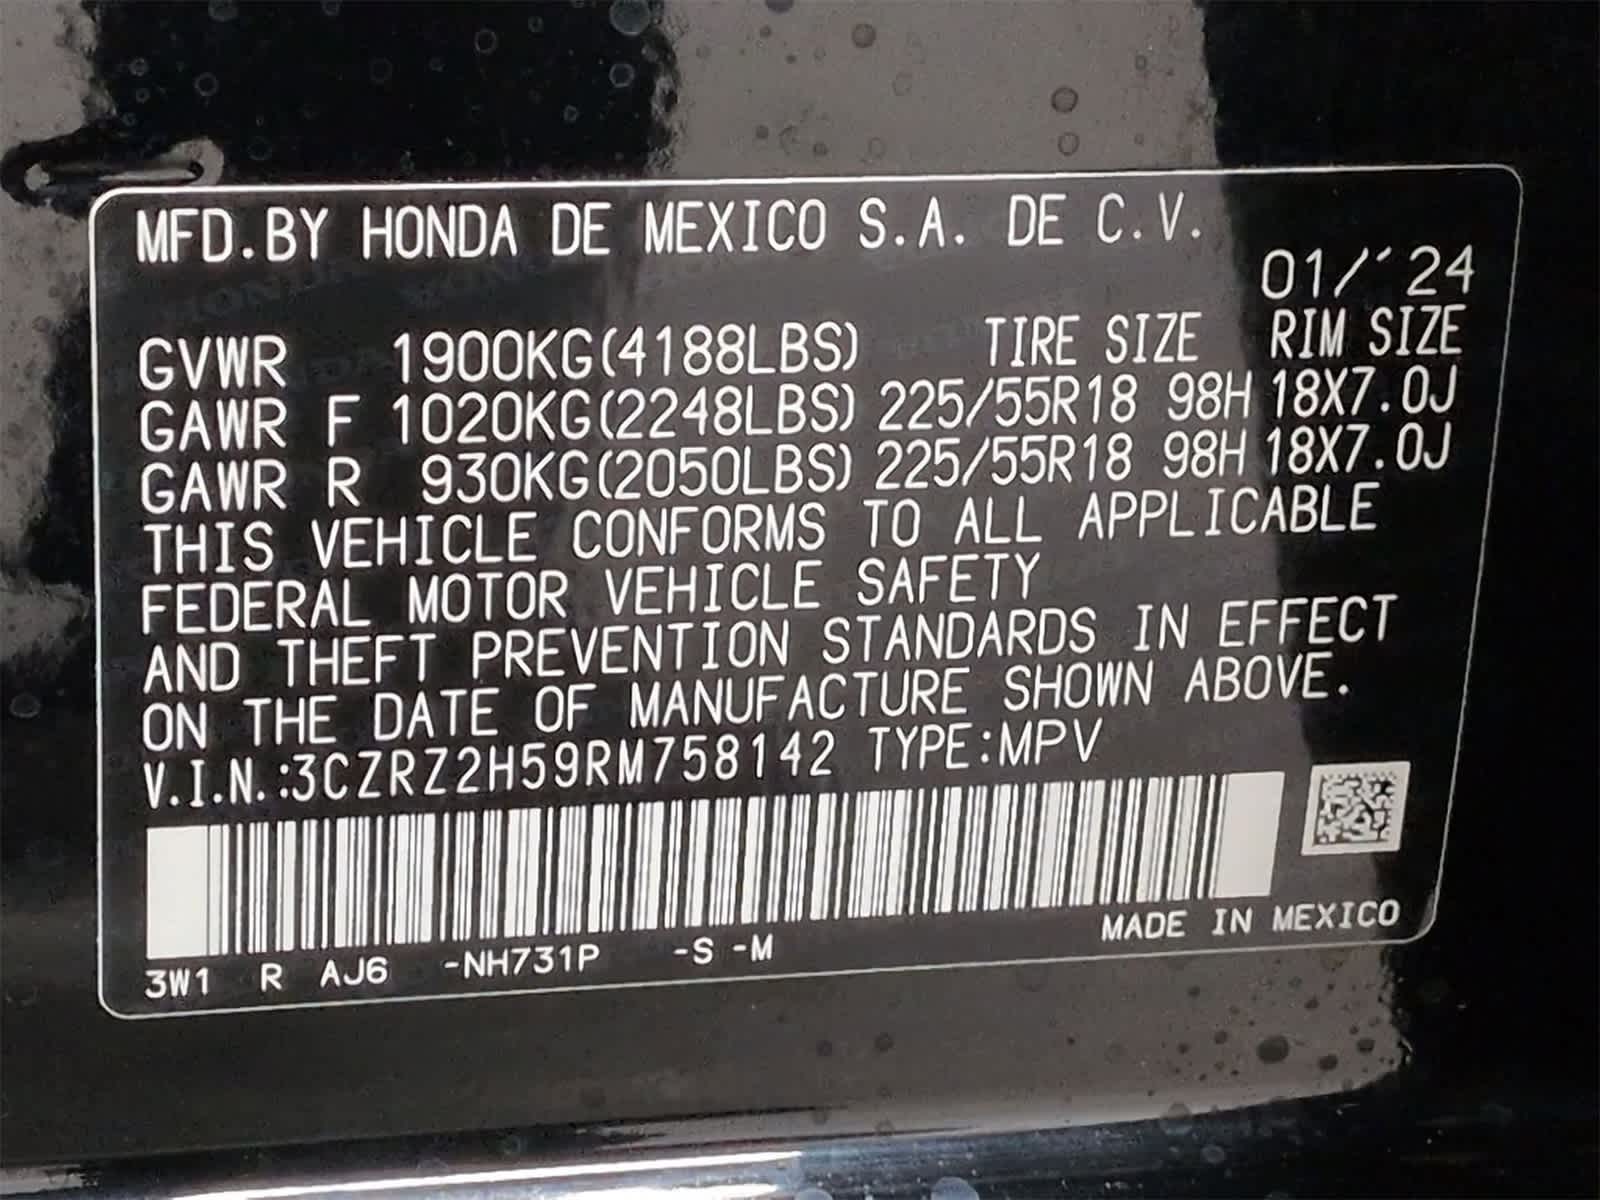 MFD.BY HONDA DE MEXICO S.A. DE C.V.
01/'24
GVWR 1900KG(4188LBS) TIRE SIZE RIM SIZE
GAWR F 1020KG(2248LBS) 225/55R18 98H 18X7.0J
GAWR R 930KG(2050LBS) 225/55R18 98H 18X7.0J
THIS VEHICLE CONFORMS TO ALL APPLICABLE
FEDERAL MOTOR VEHICLE SAFETY
AND THEFT PREVENTION STANDARDS IN EFFECT
ON THE DATE OF MANUFACTURE SHOWN ABOVE.
V.I.N.:3CZRZ2H59RM758142 TYPE:MPV
MADE IN MEXICO
3W1 R AJ6 -NH731P -S -M